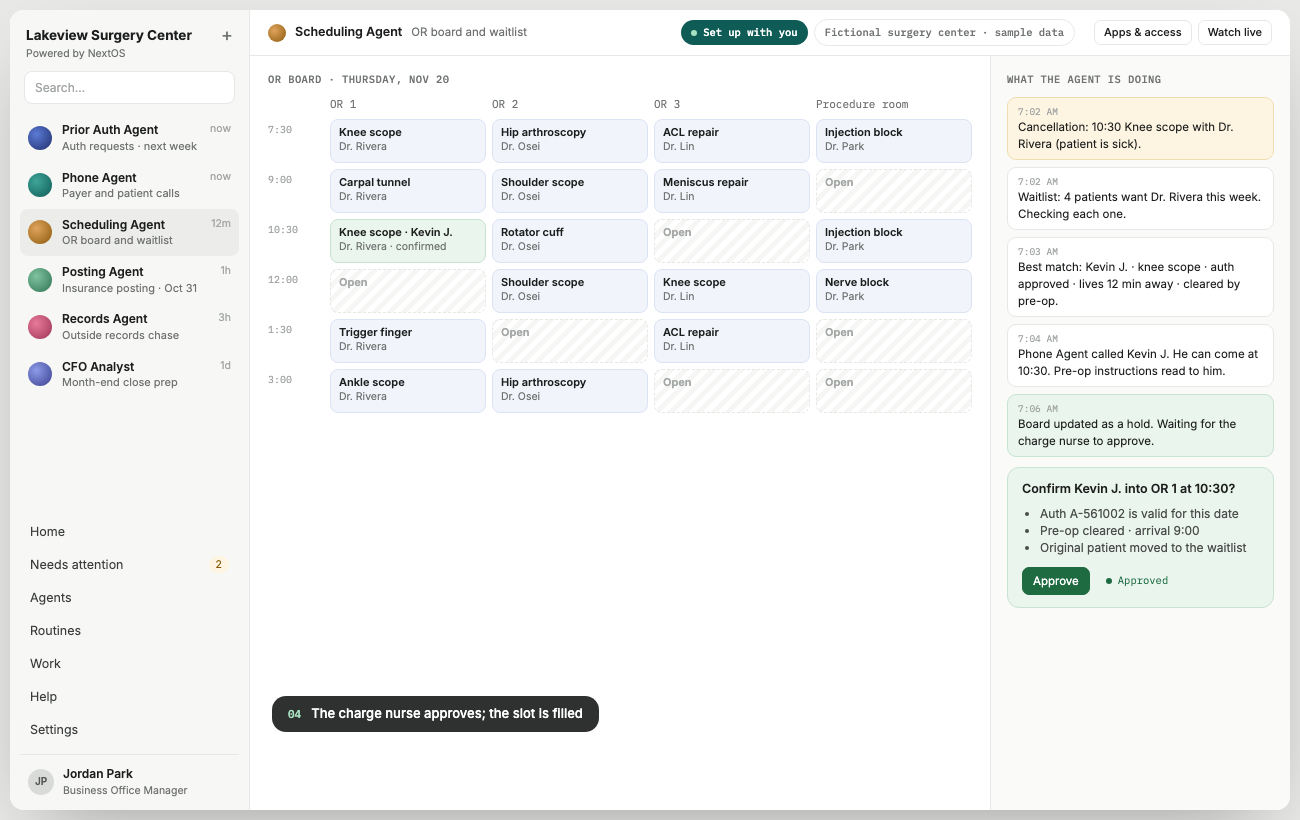 Lakeview Surgery Center
+
Powered by NextOS
Search...
Prior Auth Agent
now
Auth requests · next week
Phone Agent
now
Payer and patient calls
Scheduling Agent
12m
OR board and waitlist
Posting Agent
1h
Insurance posting · Oct 31
Records Agent
3h
Outside records chase
CFO Analyst
1d
Month-end close prep
Home
Needs attention
2
Agents
Routines
Work
Help
Settings
JP
Jordan Park
Business Office Manager
Scheduling Agent
OR board and waitlist
Set up with you
Fictional surgery center · sample data
Apps & access
Watch live
OR BOARD · THURSDAY, NOV 20
OR 1
OR 2
OR 3
Procedure room
7:30
Knee scope
Dr. Rivera
Hip arthroscopy
Dr. Osei
ACL repair
Dr. Lin
Injection block
Dr. Park
9:00
Carpal tunnel
Dr. Rivera
Shoulder scope
Dr. Osei
Meniscus repair
Dr. Lin
Open
10:30
Knee scope · Kevin J.
Dr. Rivera · confirmed
Rotator cuff
Dr. Osei
Open
Injection block
Dr. Park
12:00
Open
Shoulder scope
Dr. Osei
Knee scope
Dr. Lin
Nerve block
Dr. Park
1:30
Trigger finger
Dr. Rivera
Open
ACL repair
Dr. Lin
Open
3:00
Ankle scope
Dr. Rivera
Hip arthroscopy
Dr. Osei
Open
Open
04 The charge nurse approves; the slot is filled
WHAT THE AGENT IS DOING
7:02 AM
Cancellation: 10:30 Knee scope with Dr.
Rivera (patient is sick).
7:02 AM
Waitlist: 4 patients want Dr. Rivera this week.
Checking each one.
7:03 AM
Best match: Kevin J. · knee scope · auth
approved · lives 12 min away · cleared by
pre-op.
7:04 AM
Phone Agent called Kevin J. He can come at
10:30. Pre-op instructions read to him.
7:06 AM
Board updated as a hold. Waiting for the
charge nurse to approve.
Confirm Kevin J. into OR 1 at 10:30?
• Auth A-561002 is valid for this date
• Pre-op cleared · arrival 9:00
• Original patient moved to the waitlist
Approve
Approved